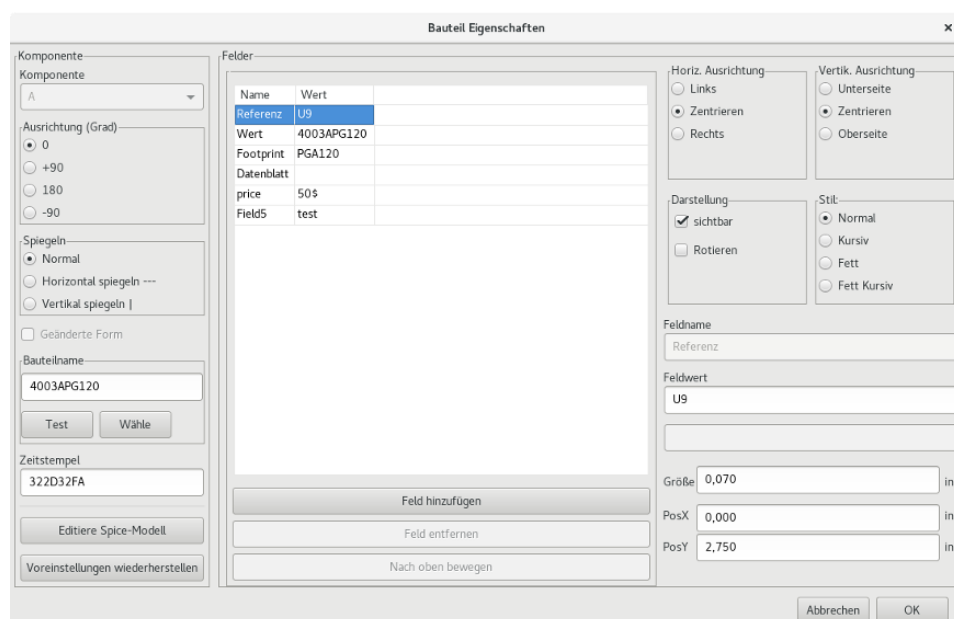 Bauteil Eigenschaften
Komponente
Komponente
A
Ausrichtung (Grad)
0
+90
180
-90
Spiegeln
Normal
Horizontal spiegeln ---
Vertikal spiegeln |
Geänderte Form
Bauteilname
4003APG120
Test Wähle
Zeitstempel
322D32FA
Editiere Spice-Modell
Voreinstellungen wiederherstellen
Felder
Name Wert
Referenz U9
Wert 4003APG120
Footprint PGA120
Datenblatt
price 50$
Field5 test
Feld hinzufügen
Feld entfernen
Nach oben bewegen
Horiz. Ausrichtung
Links
Zentrieren
Rechts
Vertik. Ausrichtung
Unterseite
Zentrieren
Oberseite
Darstellung
sichtbar
Rotieren
Stil:
Normal
Kursiv
Fett
Fett Kursiv
Feldname
Referenz
Feldwert
U9
Größe 0,070 in
PosX 0,000 in
PosY 2,750 in
Abbrechen OK